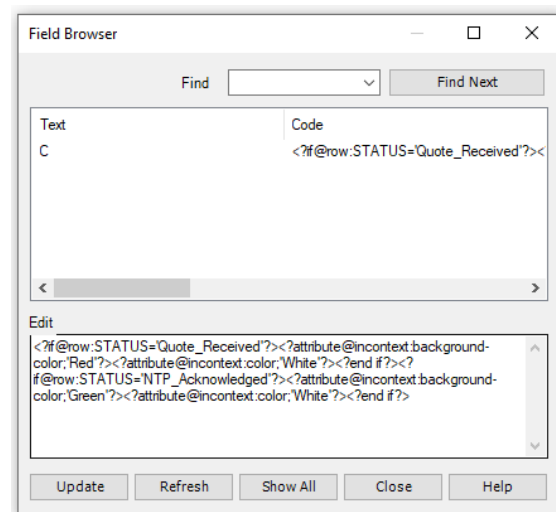 Field Browser
Find
Find Next
Text Code
C <?if@row:STATUS='Quote_Received'?><
Edit
<?if@row:STATUS='Quote_Received'?><?attribute@incontext:background-
color;'Red'?><?attribute@incontext:color;'White'?><?end if?><?
if@row:STATUS='NTP_Acknowledged'?><?attribute@incontext:background-
color;'Green'?><?attribute@incontext:color;'White'?><?end if?>
Update Refresh Show All Close Help